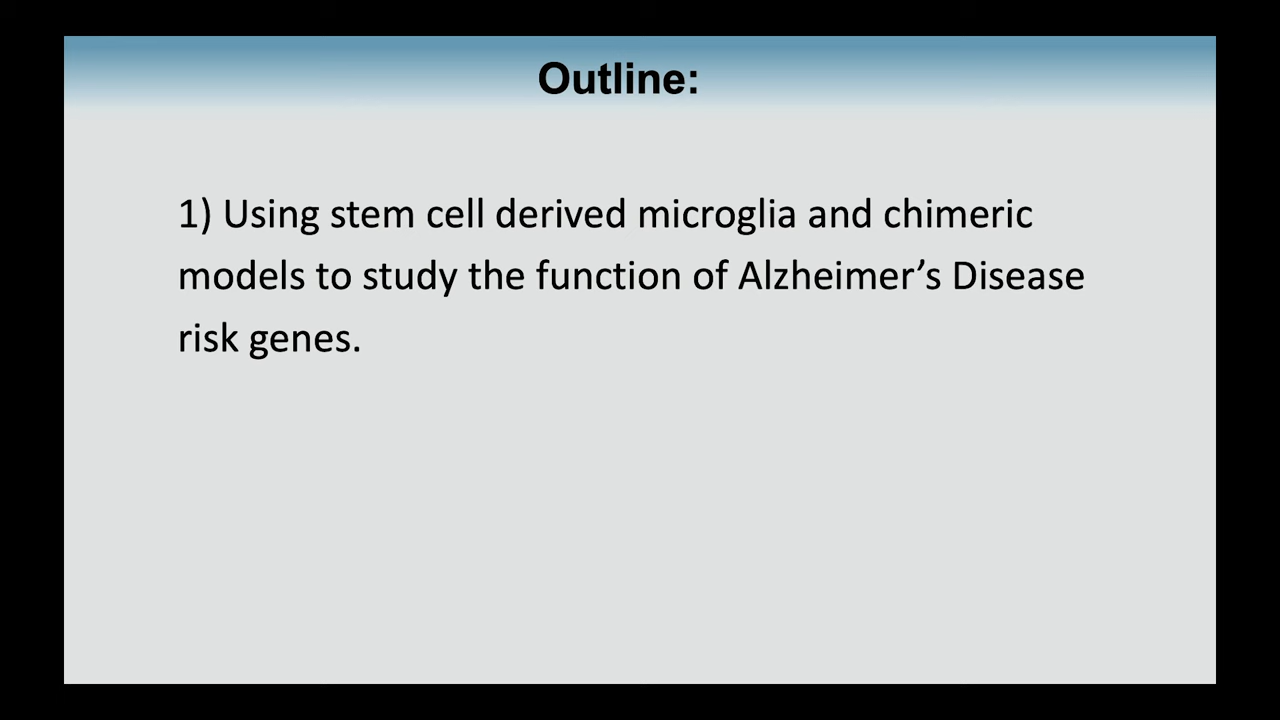 Outline:
1) Using stem cell derived microglia and chimeric
models to study the function of Alzheimer’s Disease
risk genes.